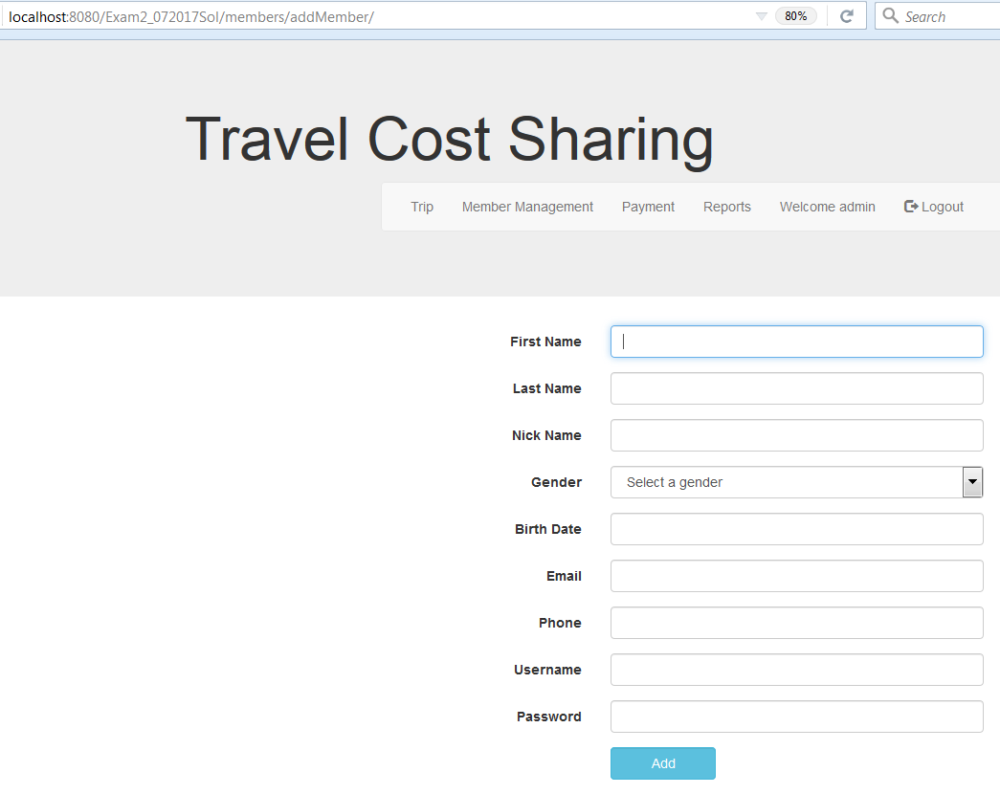 localhost:8080/Exam2_072017Sol/members/addMember/ 80% Search
Travel Cost Sharing
Trip Member Management Payment Reports Welcome admin Logout
First Name
Last Name
Nick Name
Gender Select a gender
Birth Date
Email
Phone
Username
Password
Add